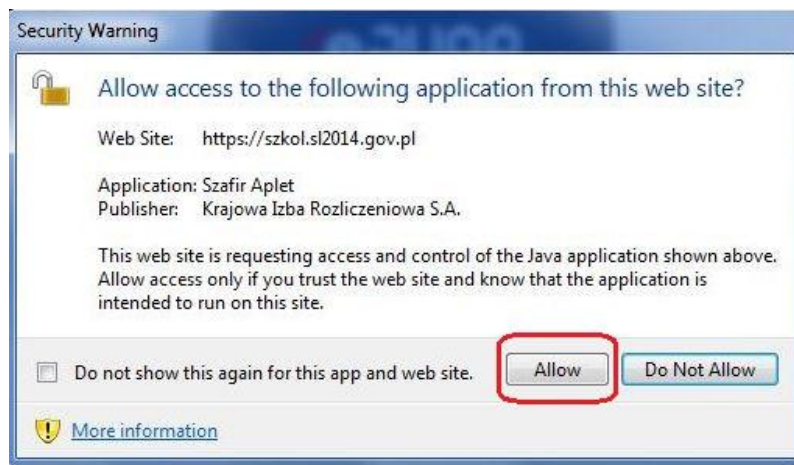 Security Warning
Allow access to the following application from this web site?
Web Site: https://szkol.sl2014.gov.pl
Application: Szafir Aplet
Publisher: Krajowa Izba Rozliczeniowa S.A.
This web site is requesting access and control of the Java application shown above.
Allow access only if you trust the web site and know that the application is
intended to run on this site.
Do not show this again for this app and web site. Allow Do Not Allow
More information